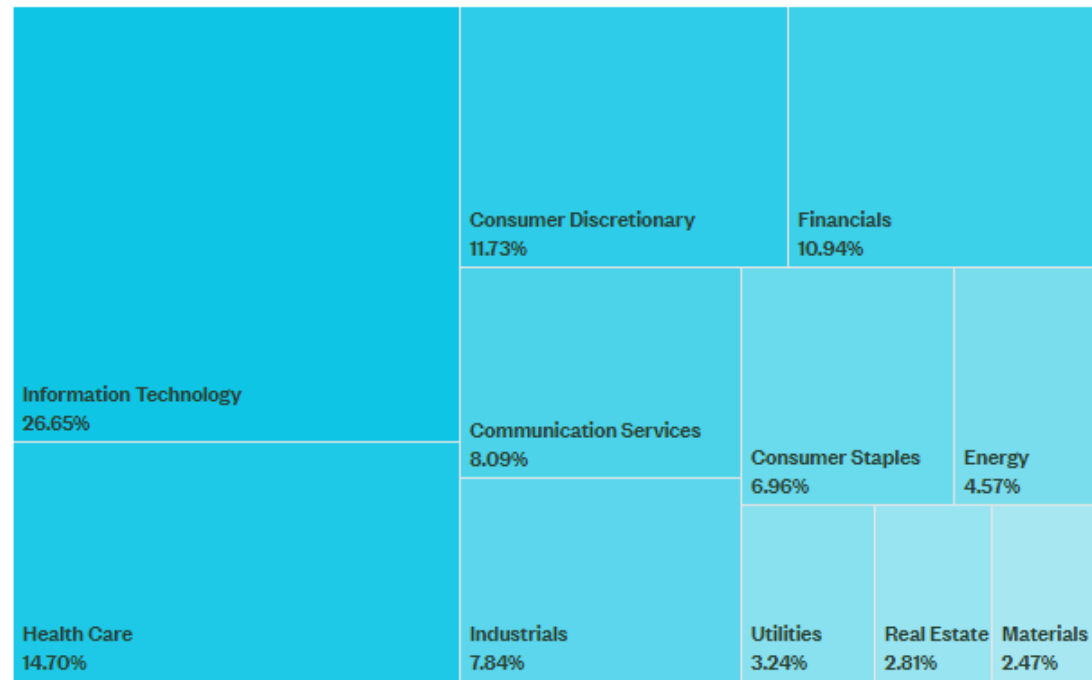 Information Technology
26.65%
Health Care
14.70%
Consumer Discretionary
11.73%
Financials
10.94%
Communication Services
8.09%
Industrials
7.84%
Consumer Staples
6.96%
Energy
4.57%
Utilities
3.24%
Real Estate
2.81%
Materials
2.47%